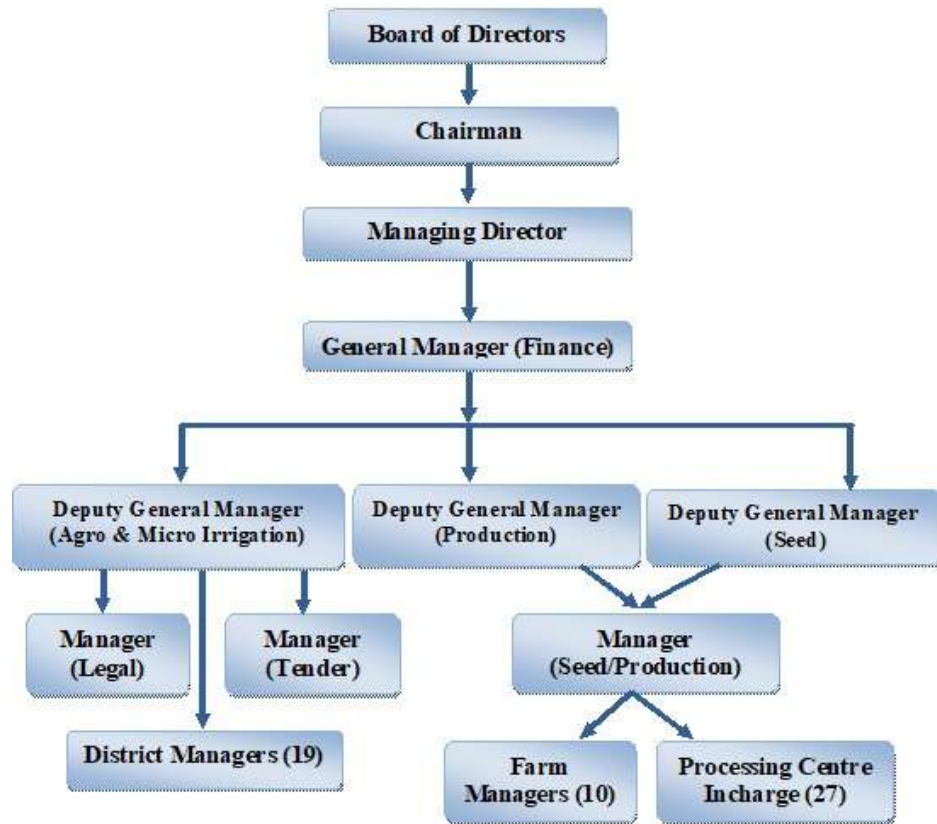 Board of Directors
Chairman
Managing Director
General Manager (Finance)
Deputy General Manager
(Agro & Micro Irrigation)
Deputy General Manager
(Production)
Deputy General Manager
(Seed)
Manager
(Legal)
Manager
(Tender)
Manager
(Seed/Production)
District Managers (19)
Farm
Managers (10)
Processing Centre
Incharge (27)